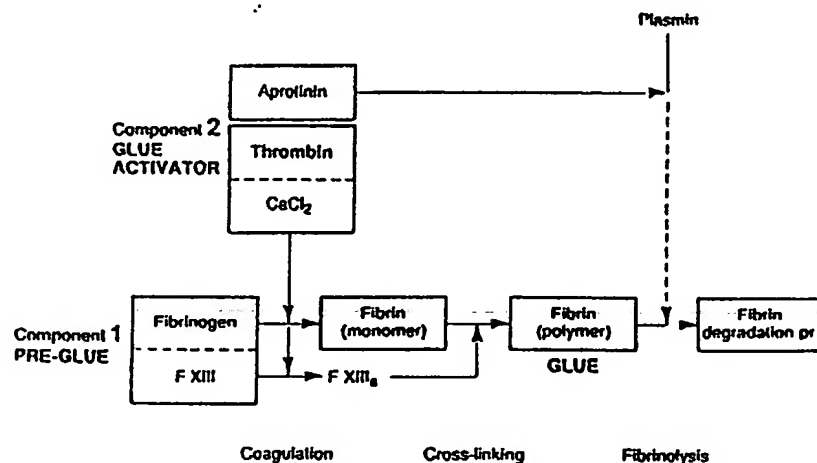 Plasmin
Aprotinin
Component 2
GLUE
ACTIVATOR
Thrombin
CaCl2
Component 1
PRE-GLUE
Fibrinogen
F XIII
Fibrin
(monomer)
F XIIIa
Fibrin
(polymer)
GLUE
Fibrin
degradation pr
Coagulation
Cross-linking
Fibrinolysis